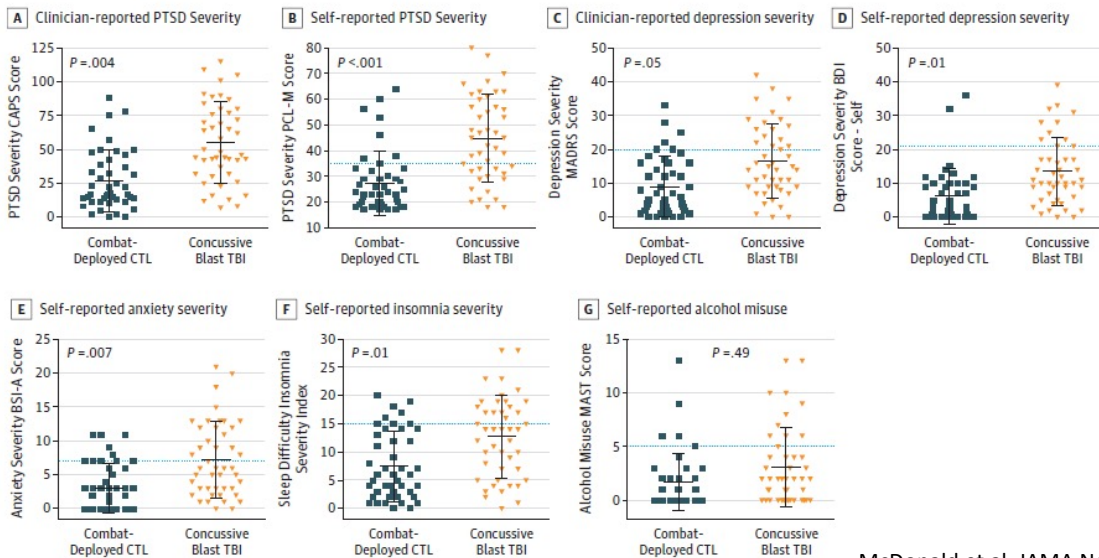 A Clinician-reported PTSD Severity
PTSD Severity CAPS Score
125
100
75
50
25
0
P =.004
Combat-
Deployed CTL
Concussive
Blast TBI
B Self-reported PTSD Severity
PTSD Severity PCL-M Score
80
70
60
50
40
30
20
10
P <.001
Combat-
Deployed CTL
Concussive
Blast TBI
C Clinician-reported depression severity
Depression Severity
MADRS Score
50
40
30
20
10
0
P =.05
Combat-
Deployed CTL
Concussive
Blast TBI
D Self-reported depression severity
Depression Severity BDI
Score - Self
50
40
30
20
10
0
P =.01
Combat-
Deployed CTL
Concussive
Blast TBI
E Self-reported anxiety severity
Anxiety Severity BSI-A Score
25
20
15
10
5
0
P =.007
Combat-
Deployed CTL
Concussive
Blast TBI
F Self-reported insomnia severity
Sleep Difficulty Insomnia
Severity Index
30
25
20
15
10
5
0
P =.01
Combat-
Deployed CTL
Concussive
Blast TBI
G Self-reported alcohol misuse
Alcohol Misuse MAST Score
15
10
5
0
P =.49
Combat-
Deployed CTL
Concussive
Blast TBI
McDonald et al. JAMA N